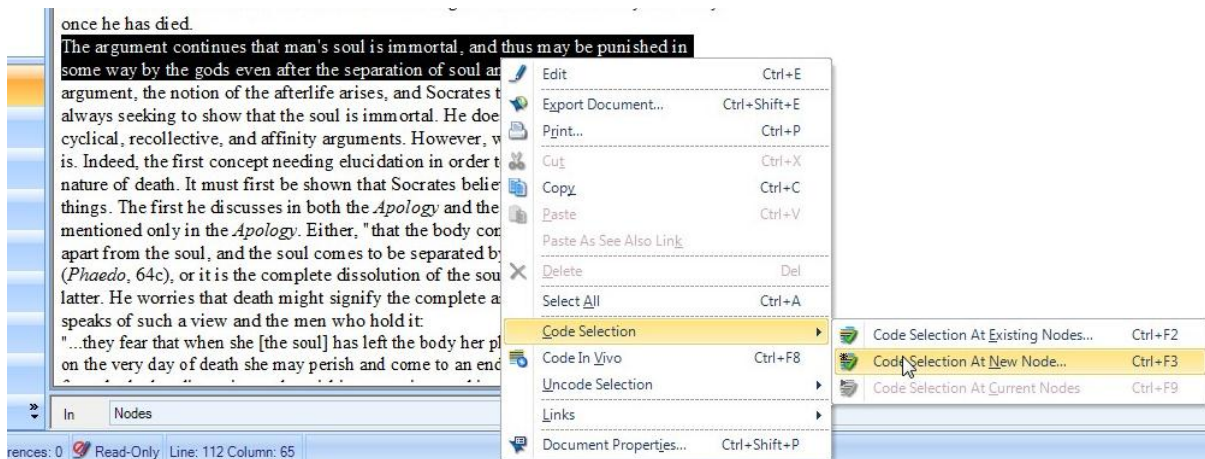 once he has died.
The argument continues that man's soul is immortal, and thus may be punished in
some way by the gods even after the separation of soul an
argument, the notion of the afterlife arises, and Socrates t
always seeking to show that the soul is immortal. He doe
cyclical, recollective, and affinity arguments. However, w
is. Indeed, the first concept needing elucidation in order t
nature of death. It must first be shown that Socrates belie
things. The first he discusses in both the Apology and the
mentioned only in the Apology. Either, "that the body con
apart from the soul, and the soul comes to be separated by
(Phaedo, 64c), or it is the complete dissolution of the sou
latter. He worries that death might signify the complete a
speaks of such a view and the men who hold it:
"...they fear that when she [the soul] has left the body her pl
on the very day of death she may perish and come to an end
Edit Ctrl+E
Export Document... Ctrl+Shift+E
Print... Ctrl+P
Cut Ctrl+X
Copy Ctrl+C
Paste Ctrl+V
Paste As See Also Link
Delete Del
Select All Ctrl+A
Code Selection
Code In Vivo Ctrl+F8
Uncode Selection
Links
Document Properties... Ctrl+Shift+P
Code Selection At Existing Nodes... Ctrl+F2
Code Selection At New Node... Ctrl+F3
Code Selection At Current Nodes Ctrl+F9
In Nodes
rences: 0 Read-Only Line: 112 Column: 65